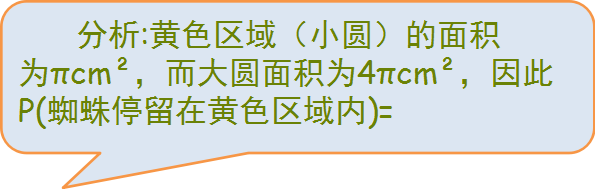 分析:黄色区域（小圆）的面积
为πcm²，而大圆面积为4πcm²，因此
P(蜘蛛停留在黄色区域内)=